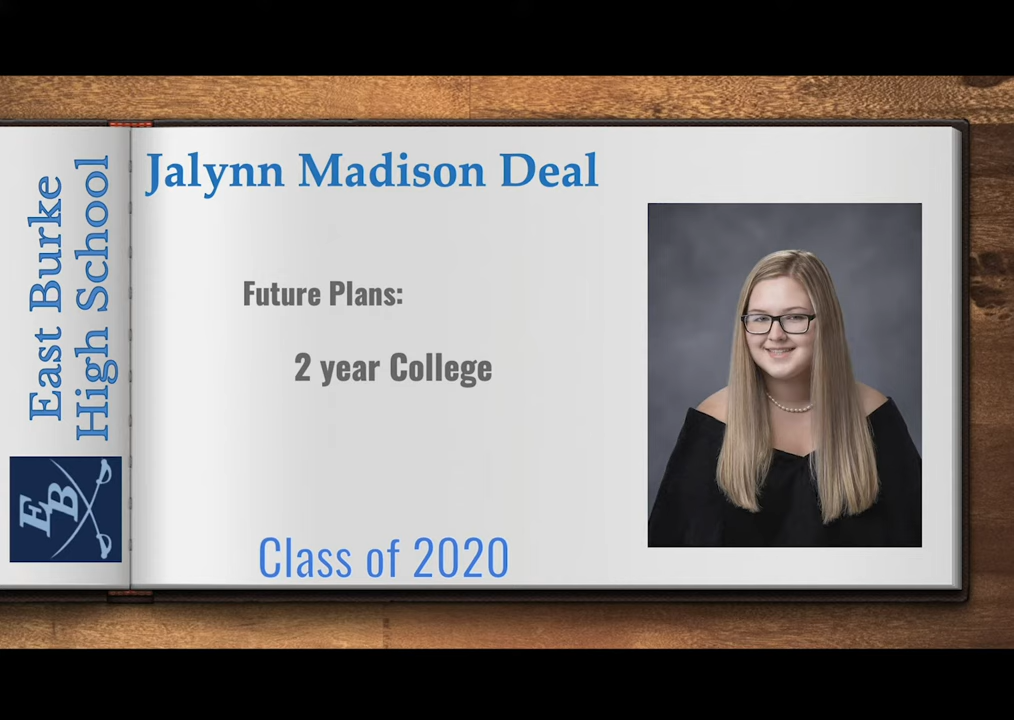 East Burke
High School
EB
Jalynn Madison Deal
Future Plans:
2 year College
Class of 2020